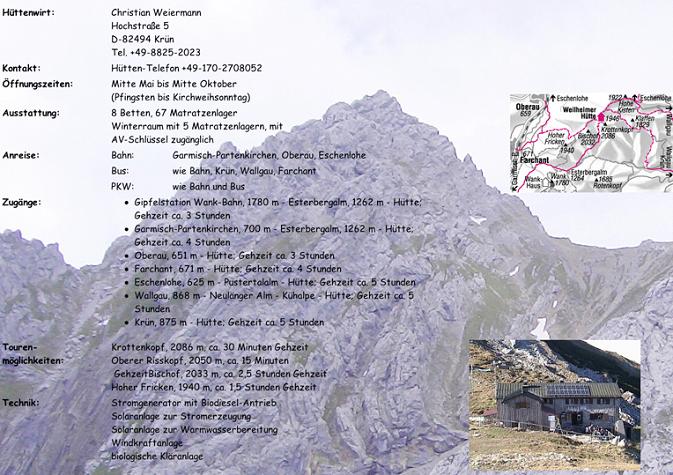 Hüttenwirt: Christian Weiermann
Hochstraße 5
D-82494 Krün
Tel. +49-8825-2023
Kontakt: Hütten-Telefon +49-170-2708052
Öffnungszeiten: Mitte Mai bis Mitte Oktober
(Pfingsten bis Kirchweihsonntag)
Ausstattung: 8 Betten, 67 Matratzenlager
Winterraum mit 5 Matratzenlagern, mit
AV-Schlüssel zugänglich
Anreise: Bahn: Garmisch-Partenkirchen, Oberau, Eschenlohe
Bus: wie Bahn, Krün, Wallgau, Farchant
PKW: wie Bahn und Bus
Zugänge: • Gipfelstation Wank-Bahn, 1780 m - Esterbergalm, 1262 m - Hütte;
Gehzeit ca. 3 Stunden
• Garmisch-Partenkirchen, 700 m - Esterbergalm, 1262 m - Hütte;
Gehzeit ca. 4 Stunden
• Oberau, 651 m - Hütte; Gehzeit ca. 3 Stunden
• Farchant, 671 m - Hütte; Gehzeit ca. 4 Stunden
• Eschenlohe, 625 m - Pustertalalm - Hütte; Gehzeit ca. 5 Stunden
• Wallgau, 868 m - Neulänger Alm - Kühalpe - Hütte; Gehzeit ca. 5
Stunden
• Krün, 875 m - Hütte; Gehzeit ca. 5 Stunden
Touren- Krottenkopf, 2086 m, ca. 30 Minuten Gehzeit
möglichkeiten: Oberer Risskopf, 2050 m, ca. 15 Minuten
GehzeitBischof, 2033 m, ca. 2,5 Stunden Gehzeit
Hoher Fricken, 1940 m, ca. 1,5 Stunden Gehzeit
Technik: Stromgenerator mit Biodiesel-Antrieb
Solaranlage zur Stromerzeugung
Solaranlage zur Warmwasserbereitung
Windkraftanlage
biologische Kläranlage
Eschenlohe
1922
Eschenlohe
Oberau
659
Weilheimer
Hütte
Hohe
Kisten
1946
Klaffen
1829
Krottenkopf
2086
Bischof
2032
Hoher
Fricken
1940
671
Farchant
Esterbergalm
1264
Wank-
Haus
Wank
1780
1685
Rotenkopf
Wallgau
Wallgau
Krün